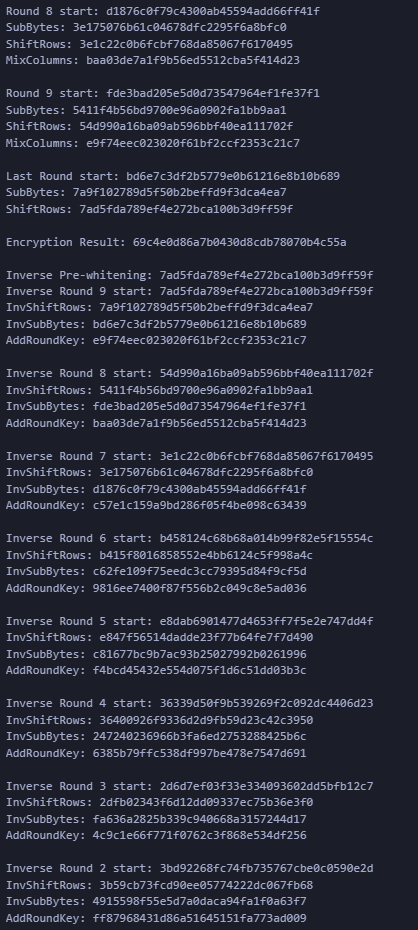 Round 8 start: d1876c0f79c4300ab45594add66ff41f
SubBytes: 3e175076b61c04678dfc2295f6a8bfc0
ShiftRows: 3e1c22c0b6fcbf768da85067f6170495
MixColumns: baa03de7a1f9b56ed5512cba5f414d23
Round 9 start: fde3bad205e5d0d73547964ef1fe37f1
SubBytes: 5411f4b56bd9700e96a0902fa1bb9aa1
ShiftRows: 54d990a16ba09ab596bbf40ea111702f
MixColumns: e9f74eec023020f61bf2ccf2353c21c7
Last Round start: bd6e7c3df2b5779e0b61216e8b10b689
SubBytes: 7a9f102789d5f50b2beffd9f3dca4ea7
ShiftRows: 7ad5fda789ef4e272bca100b3d9ff59f
Encryption Result: 69c4e0d86a7b0430d8cdb78070b4c55a
Inverse Pre-whitening: 7ad5fda789ef4e272bca100b3d9ff59f
Inverse Round 9 start: 7ad5fda789ef4e272bca100b3d9ff59f
InvShiftRows: 7a9f102789d5f50b2beffd9f3dca4ea7
InvSubBytes: bd6e7c3df2b5779e0b61216e8b10b689
AddRoundKey: e9f74eec023020f61bf2ccf2353c21c7
Inverse Round 8 start: 54d990a16ba09ab596bbf40ea111702f
InvShiftRows: 5411f4b56bd9700e96a0902fa1bb9aa1
InvSubBytes: fde3bad205e5d0d73547964ef1fe37f1
AddRoundKey: baa03de7a1f9b56ed5512cba5f414d23
Inverse Round 7 start: 3e1c22c0b6fcbf768da85067f6170495
InvShiftRows: 3e175076b61c04678dfc2295f6a8bfc0
InvSubBytes: d1876c0f79c4300ab45594add66ff41f
AddRoundKey: c57e1c159a9bd286f05f4be098c63439
Inverse Round 6 start: b458124c68b68a014b99f82e5f15554c
InvShiftRows: b415f8016858552e4bb6124c5f998a4c
InvSubBytes: c62fe109f75eedc3cc79395d84f9cf5d
AddRoundKey: 9816ee7400f87f556b2c049c8e5ad036
Inverse Round 5 start: e8dab6901477d4653ff7f5e2e747dd4f
InvShiftRows: e847f56514dadde23f77b64fe7f7d490
InvSubBytes: c81677bc9b7ac93b25027992b0261996
AddRoundKey: f4bcd45432e554d075f1d6c51dd03b3c
Inverse Round 4 start: 36339d50f9b539269f2c092dc4406d23
InvShiftRows: 36400926f9336d2d9fb59d23c42c3950
InvSubBytes: 247240236966b3fa6ed2753288425b6c
AddRoundKey: 6385b79ffc538df997be478e7547d691
Inverse Round 3 start: 2d6d7ef03f33e334093602dd5bfb12c7
InvShiftRows: 2dfb02343f6d12dd09337ec75b36e3f0
InvSubBytes: fa636a2825b339c940668a3157244d17
AddRoundKey: 4c9c1e66f771f0762c3f868e534df256
Inverse Round 2 start: 3bd92268fc74fb735767cbe0c0590e2d
InvShiftRows: 3b59cb73fcd90ee05774222dc067fb68
InvSubBytes: 4915598f55e5d7a0daca94fa1f0a63f7
AddRoundKey: ff87968431d86a51645151fa773ad009